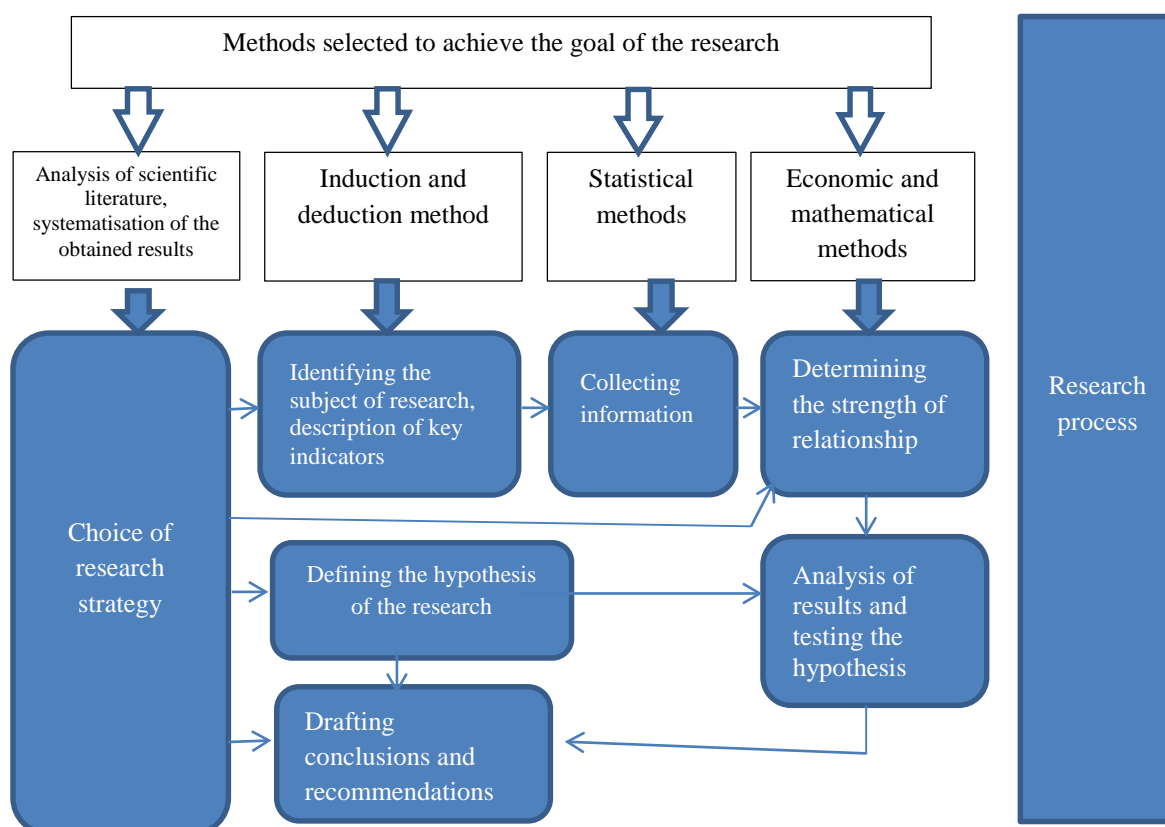 Methods selected to achieve the goal of the research
Analysis of scientific
literature,
systematisation of the
obtained results
Induction and
deduction method
Statistical
methods
Economic and
mathematical
methods
Identifying the
subject of research,
description of key
indicators
Collecting
information
Determining
the strength of
relationship
Research
process
Choice of
research
strategy
Defining the hypothesis
of the research
Analysis of
results and
testing the
hypothesis
Drafting
conclusions and
recommendations